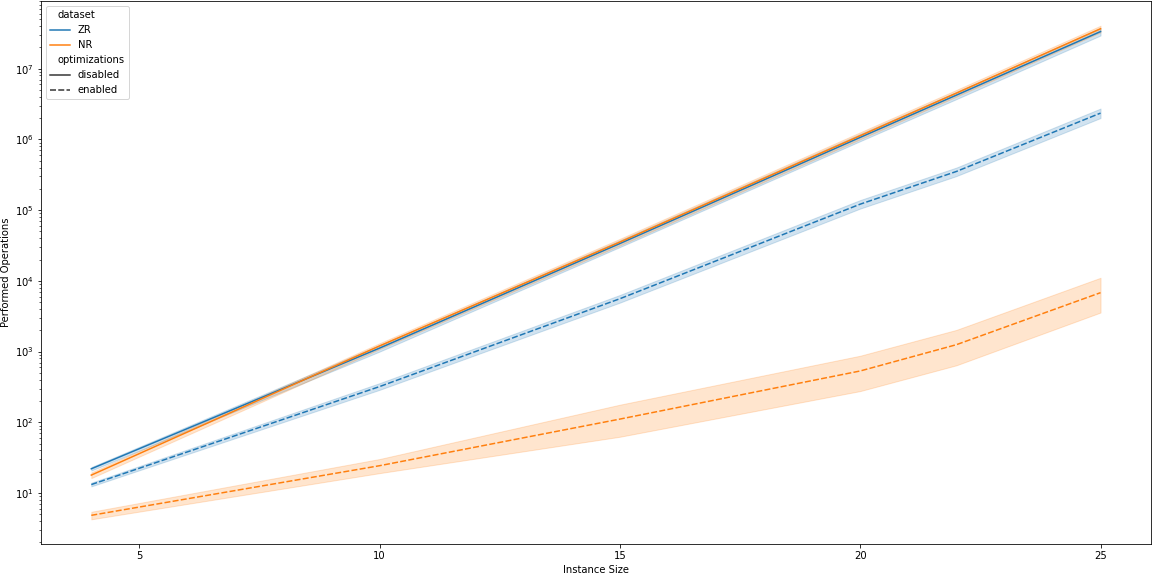 dataset
ZR
NR
optimizations
disabled
enabled
10⁷
10⁶
10⁵
10⁴
10³
10²
10¹
Performed Operations
5 10 15 20 25
Instance Size